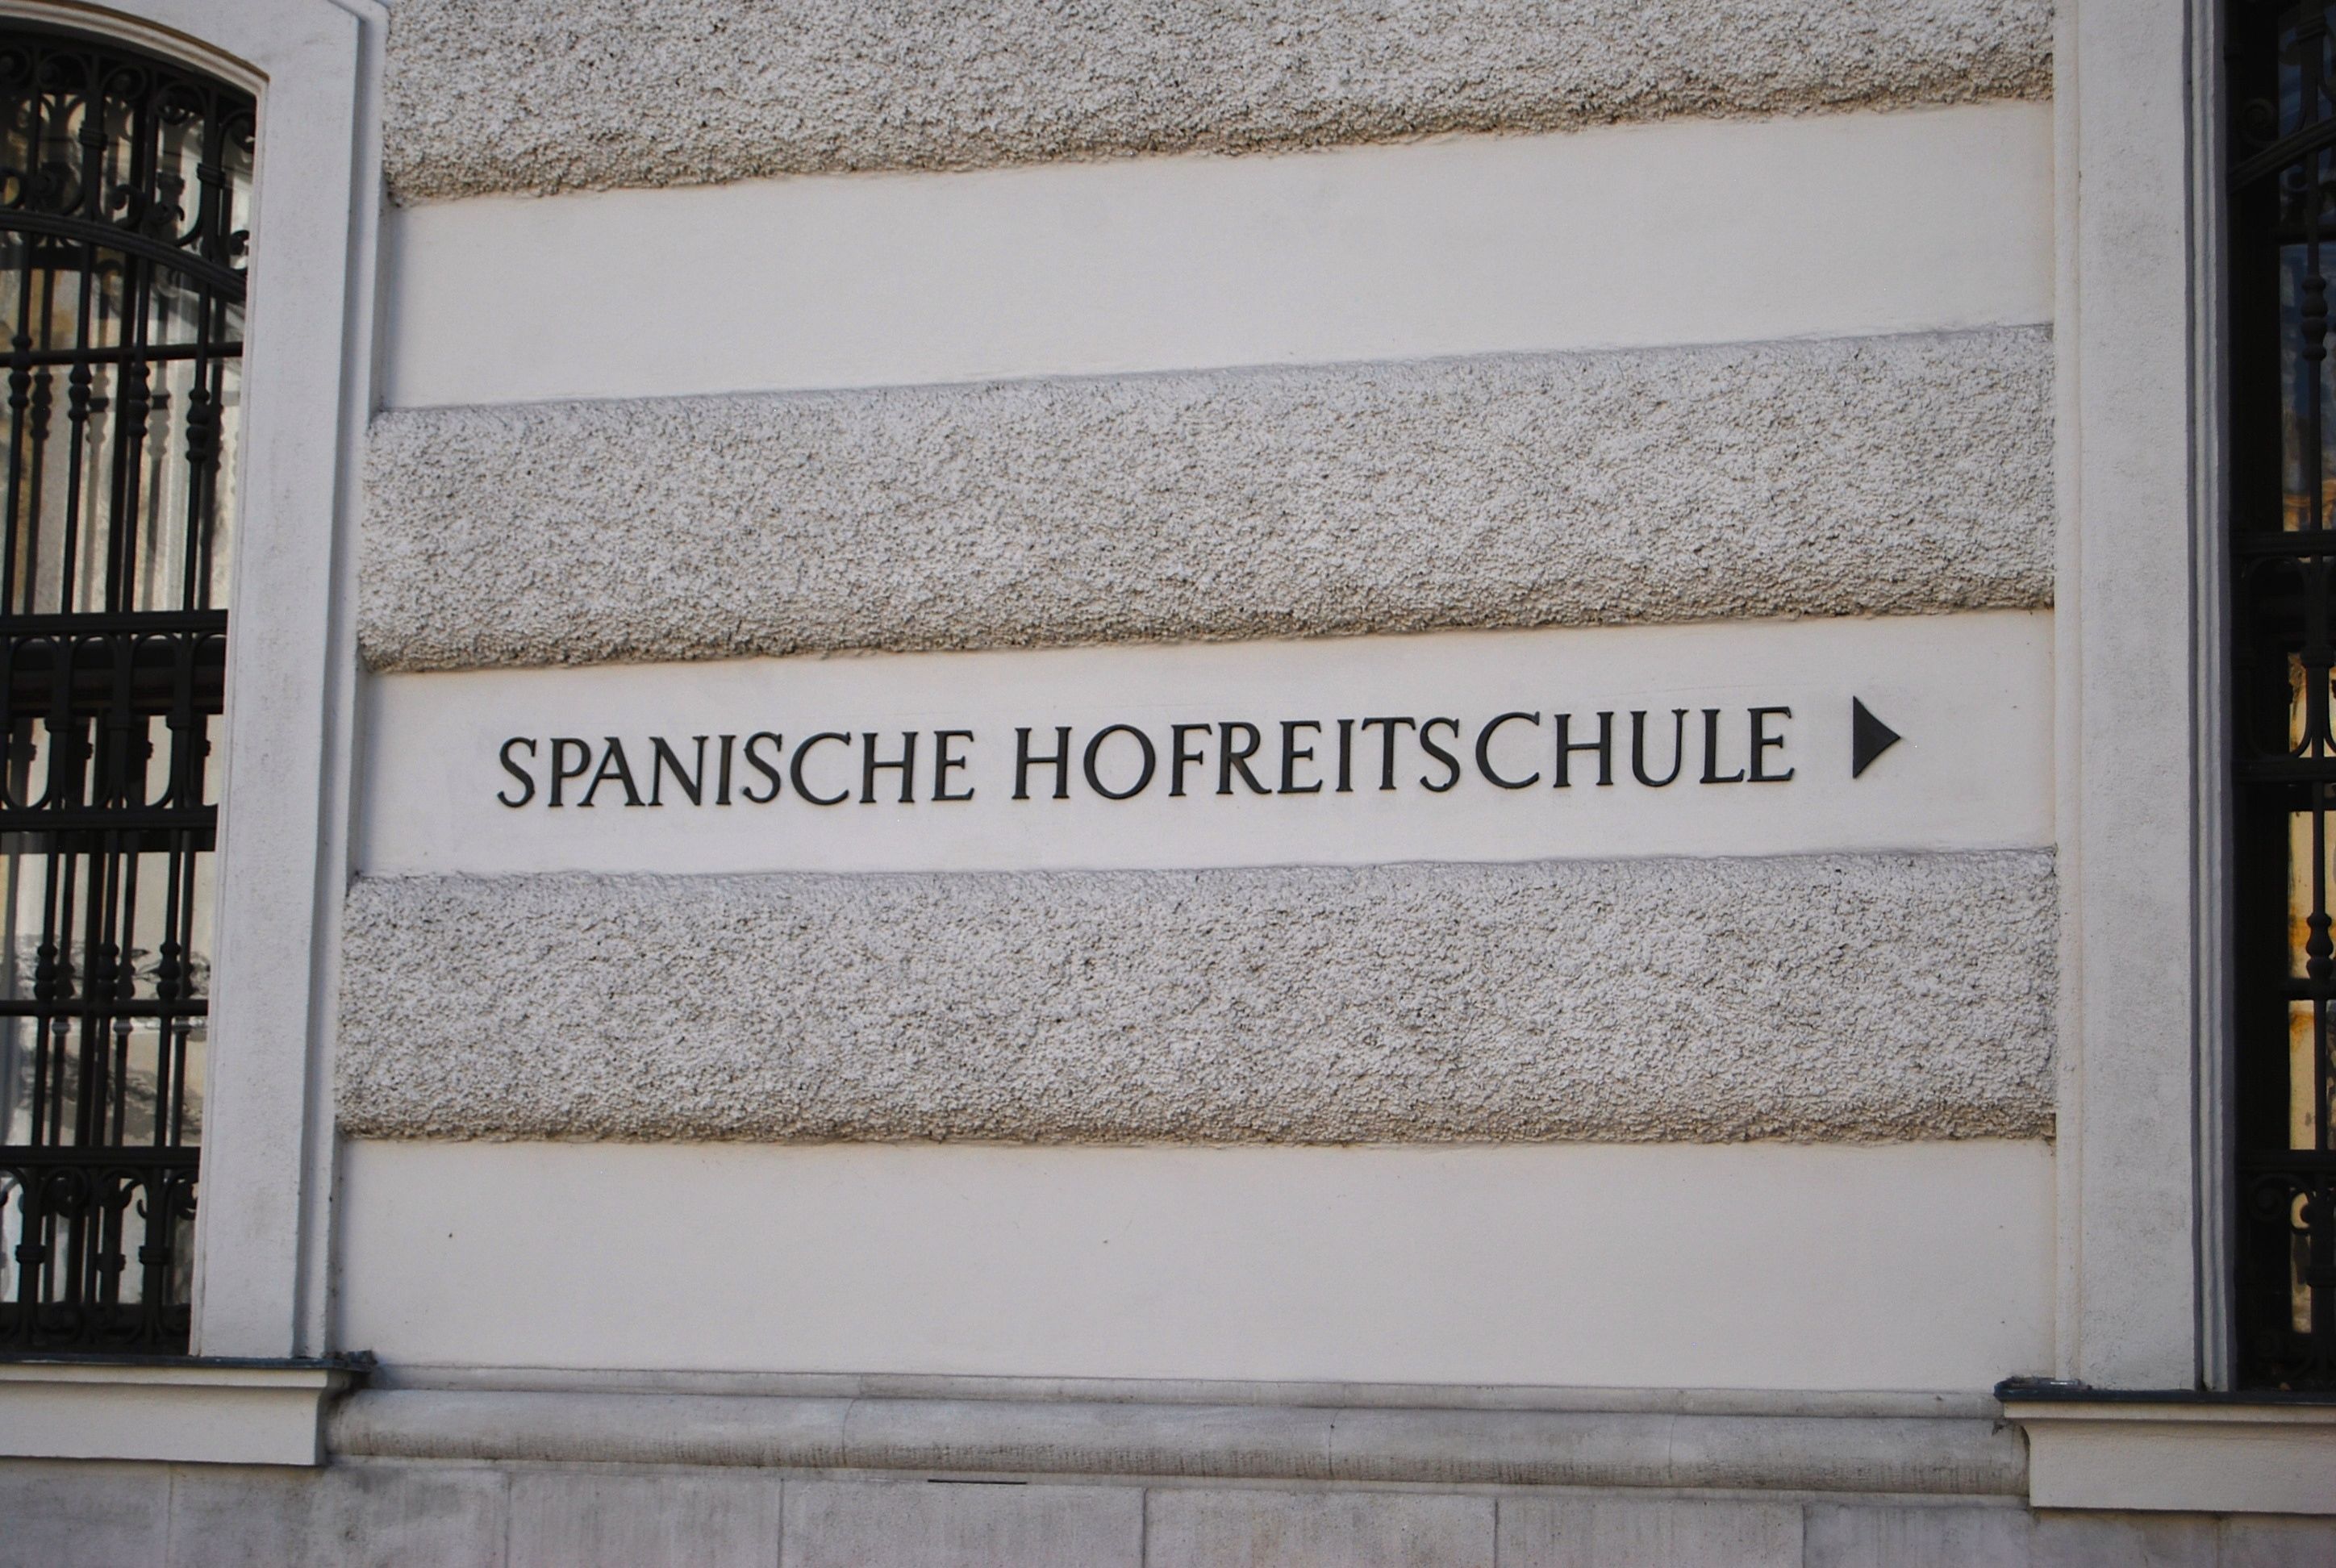 SPANISCHE HOFREITSCHULE ▶